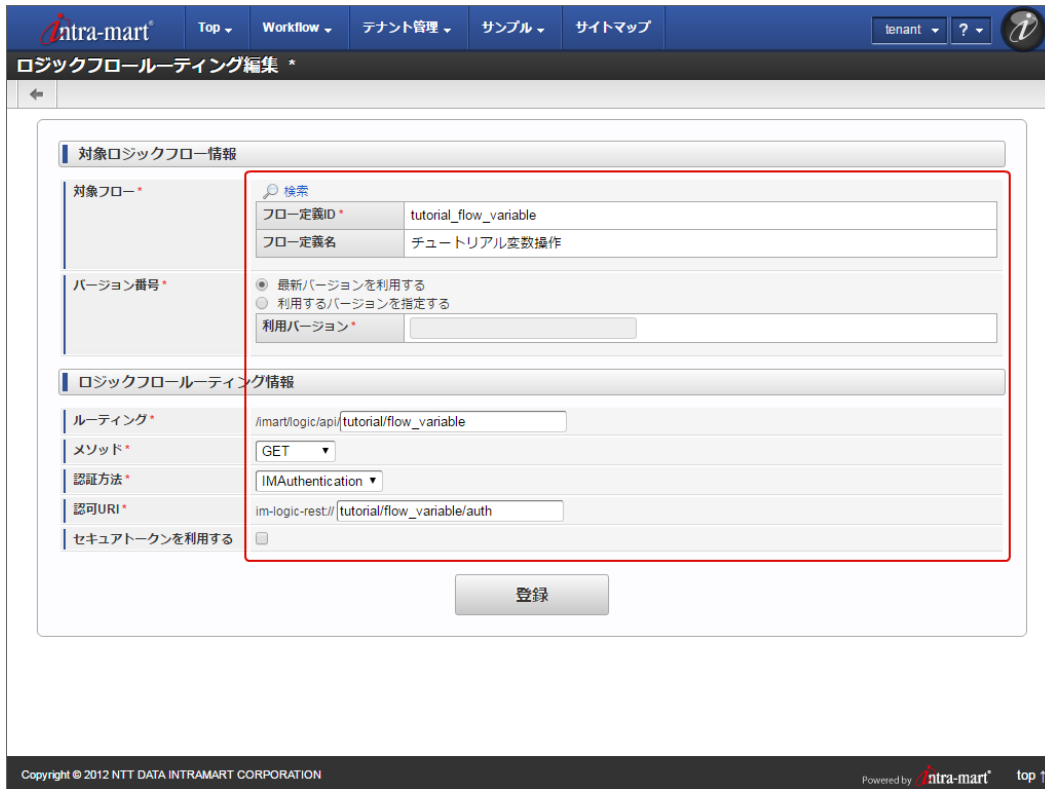 intra-mart® Top Workflow テナント管理 サンプル サイトマップ tenant ?
ロジックフロールーティング編集 *
対象ロジックフロー情報
対象フロー* 検索
フロー定義ID* tutorial_flow_variable
フロー定義名 チュートリアル変数操作
バージョン番号* 最新バージョンを利用する
利用するバージョンを指定する
利用バージョン*
ロジックフロールーティング情報
ルーティング* /imart/logic/api/ tutorial/flow_variable
メソッド* GET
認証方法* IMAuthentication
認可URI* im-logic-rest:// tutorial/flow_variable/auth
セキュアトークンを利用する
登録
Copyright © 2012 NTT DATA INTRAMART CORPORATION Powered by intra-mart® top ↑